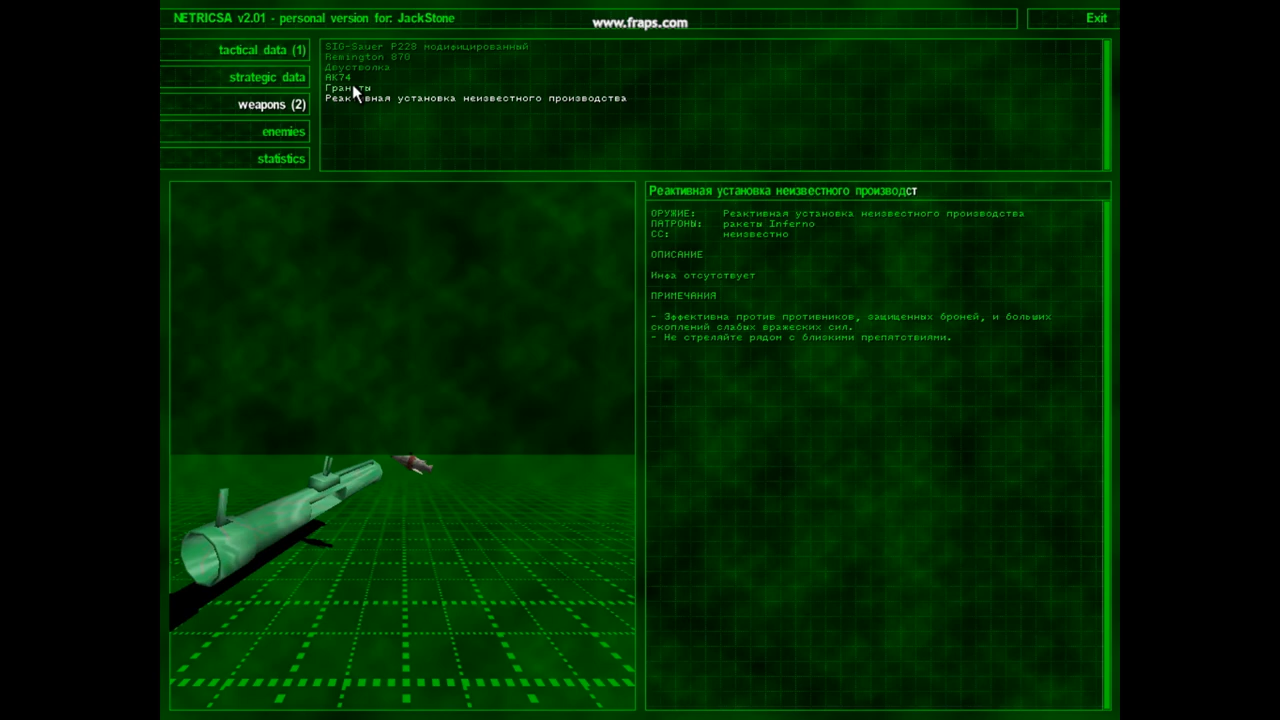 NETRICSA v2.01 - personal version for: JackStone
www.fraps.com
Exit
tactical data (1)
strategic data
weapons (2)
enemies
statistics
SIG-Sauer P228 модифицированный
Remington 870
Двустволка
AK74
Гранаты
Реактивная установка неизвестного производства
Реактивная установка неизвестного производст
ОРУЖИЕ: Реактивная установка неизвестного производства
ПАТРОНЫ: ракеты Inferno
СС: неизвестно
ОПИСАНИЕ
Инфа отсутствует
ПРИМЕЧАНИЯ
- Эффективна против противников, защищенных броней, и больших
скоплений слабых вражеских сил.
- Не стреляйте рядом с близкими препятствиями.